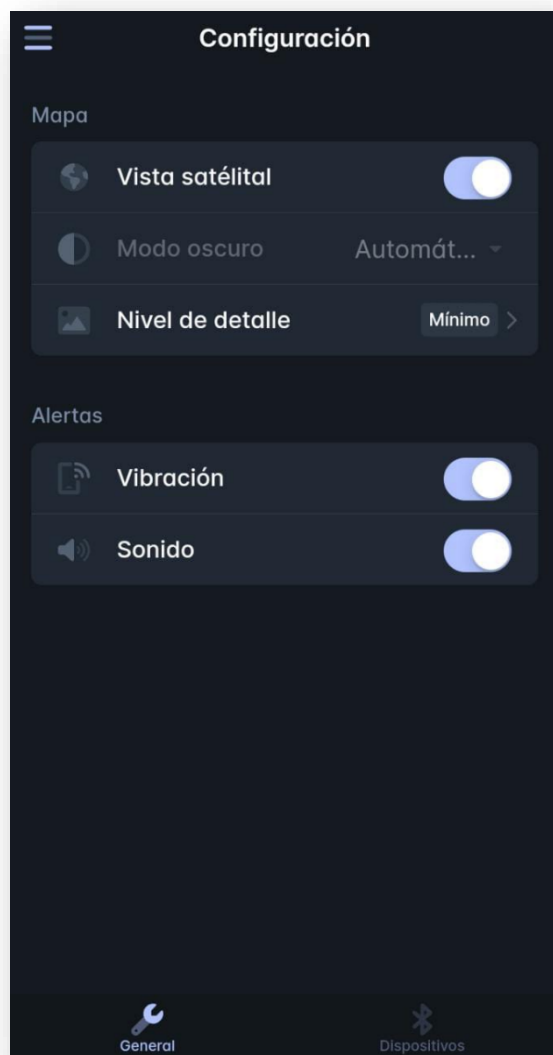 Configuración
Mapa
Vista satélital
Modo oscuro Automát...
Nivel de detalle Mínimo
Alertas
Vibración
Sonido
General Dispositivos